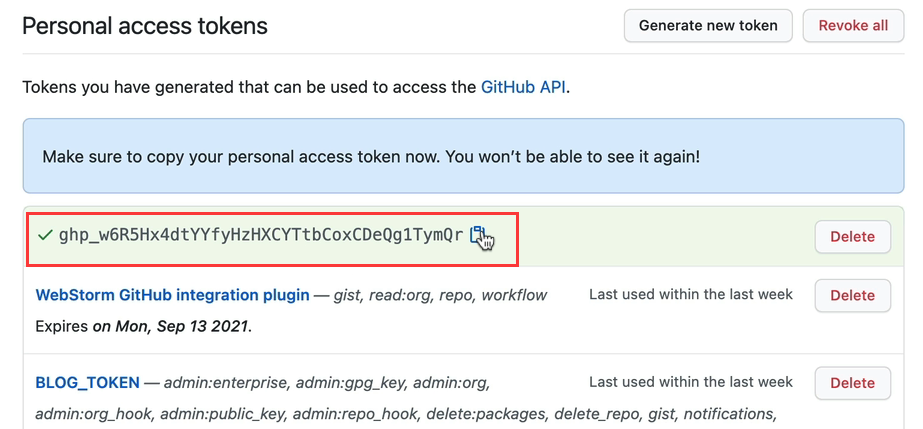 Personal access tokens
Generate new token
Revoke all
Tokens you have generated that can be used to access the GitHub API.
Make sure to copy your personal access token now. You won’t be able to see it again!
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
Delete
WebStorm GitHub integration plugin — gist, read:org, repo, workflow
Last used within the last week
Delete
Expires on Mon, Sep 13 2021.
BLOG_TOKEN — admin:enterprise, admin:gpg_key, admin:org,
Last used within the last week
Delete
admin:org_hook, admin:public_key, admin:repo_hook, delete:packages, delete_repo, gist, notifications,